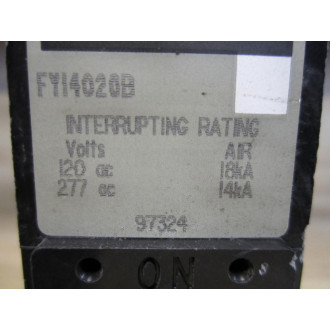 FY14020B
INTERRUPTING RATING
Volts AIR
120 ac 18kA
277 ac 14kA
97324
ON